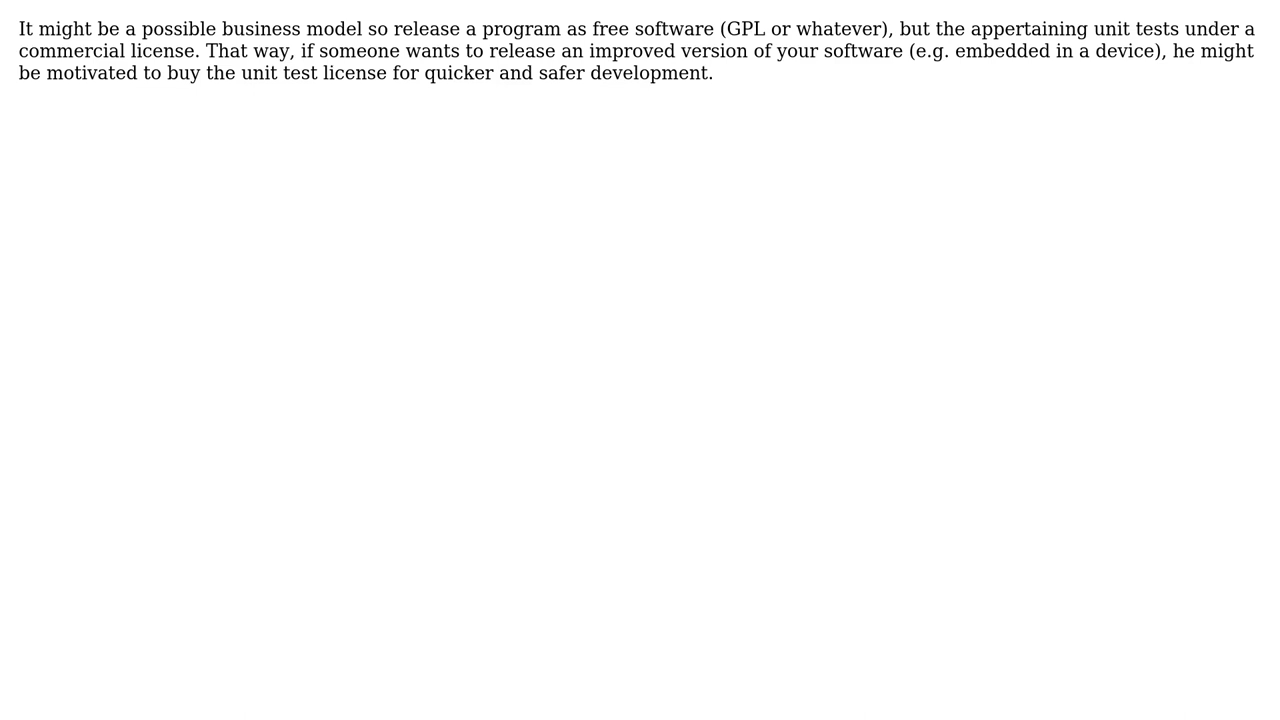 It might be a possible business model so release a program as free software (GPL or whatever), but the appertaining unit tests under a
commercial license. That way, if someone wants to release an improved version of your software (e.g. embedded in a device), he might
be motivated to buy the unit test license for quicker and safer development.